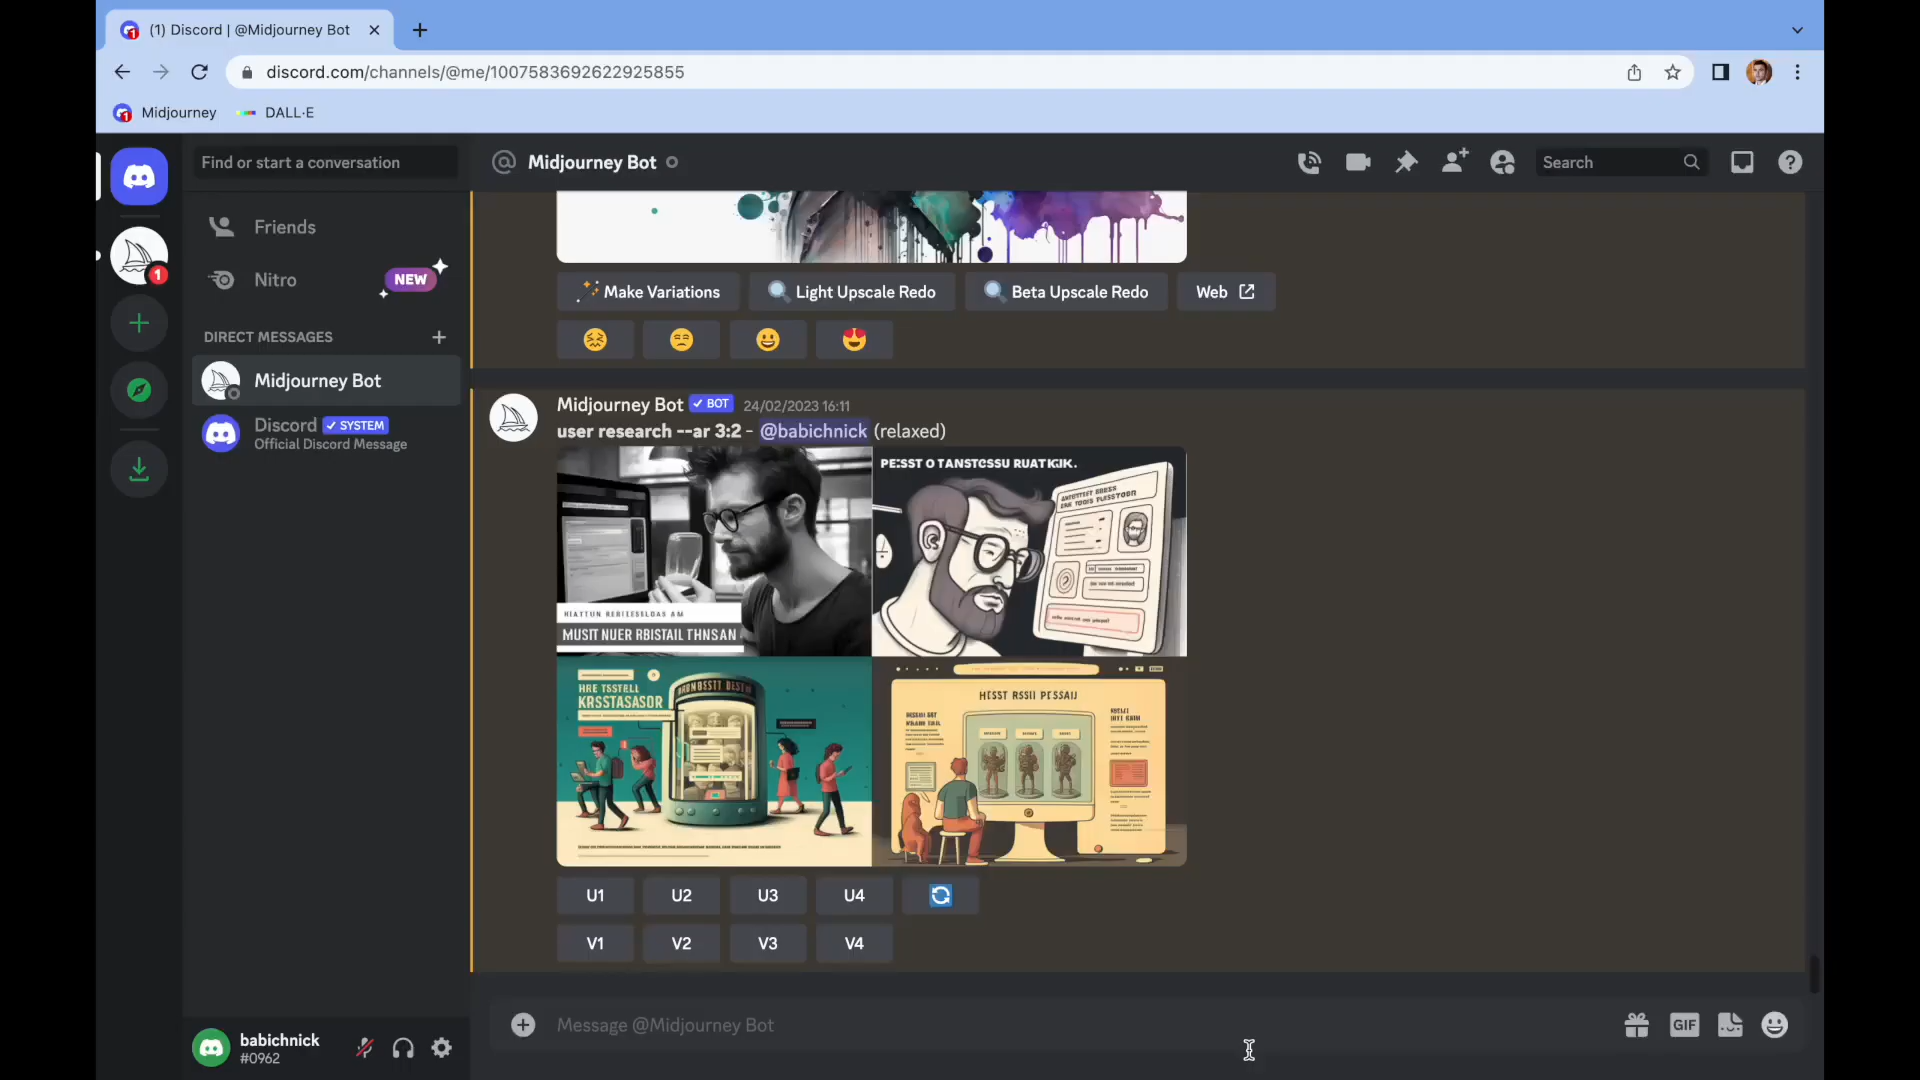 (1) Discord | @Midjourney Bot
discord.com/channels/@me/1007583692622925855
Midjourney
DALL·E
Find or start a conversation
Friends
Nitro
NEW
DIRECT MESSAGES
Midjourney Bot
Discord
SYSTEM
Official Discord Message
1
babichnick
#0962
Midjourney Bot
Search
Make Variations
Light Upscale Redo
Beta Upscale Redo
Web
Midjourney Bot
BOT
24/02/2023 16:11
user research --ar 3:2 - @babichnick (relaxed)
MUSIT NUER RBISTAIL THNSAN
HRE TSSTELL
KRSSTASASOR
HESST RSSII PESSAIJ
U1
U2
U3
U4
V1
V2
V3
V4
Message @Midjourney Bot
GIF